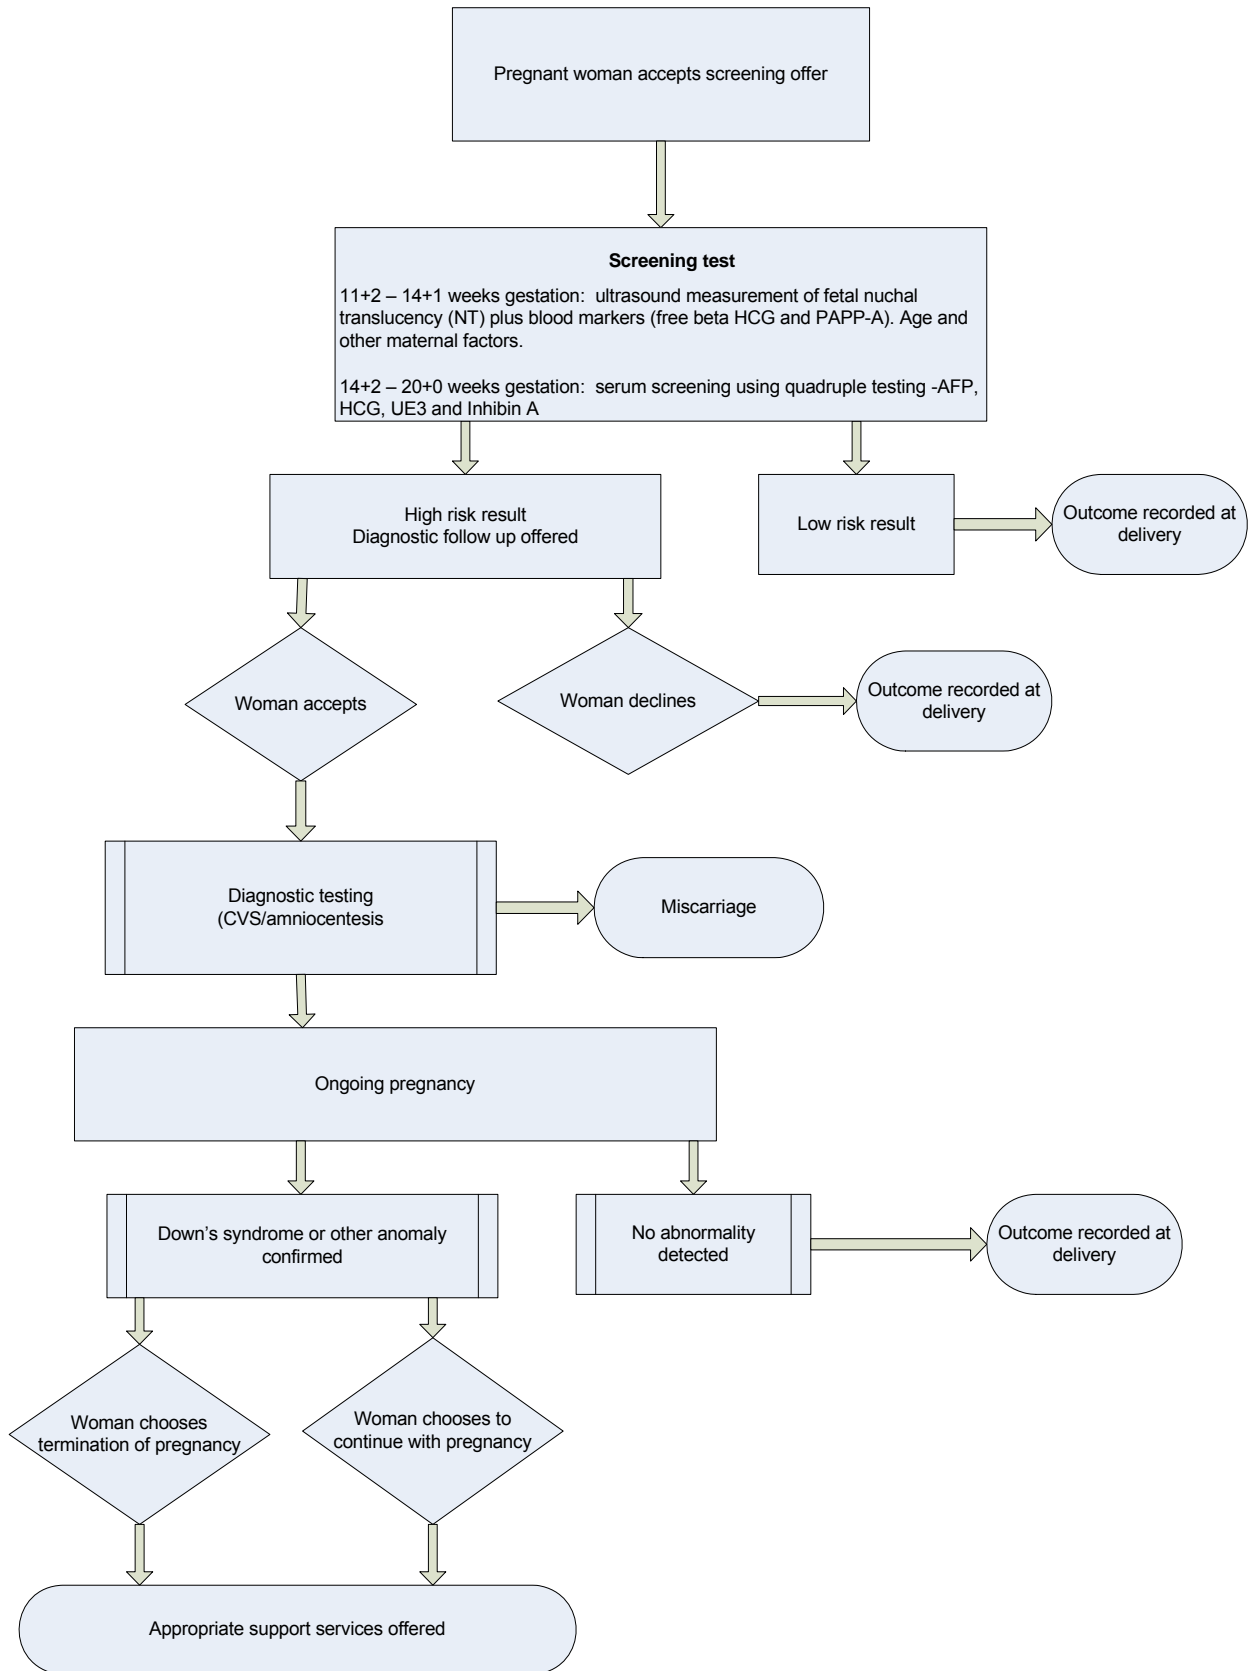 Pregnant woman accepts screening offer
Screening test
11+2 – 14+1 weeks gestation:  ultrasound measurement of fetal nuchal
translucency (NT) plus blood markers (free beta HCG and PAPP-A). Age and
other maternal factors.
14+2 – 20+0 weeks gestation:  serum screening using quadruple testing -AFP,
HCG, UE3 and Inhibin A
High risk result
Diagnostic follow up offered
Low risk result
Outcome recorded at
delivery
Woman accepts
Woman declines
Outcome recorded at
delivery
Diagnostic testing
(CVS/amniocentesis
Miscarriage
Ongoing pregnancy
Down's syndrome or other anomaly
confirmed
No abnormality
detected
Outcome recorded at
delivery
Woman chooses
termination of pregnancy
Woman chooses to
continue with pregnancy
Appropriate support services offered